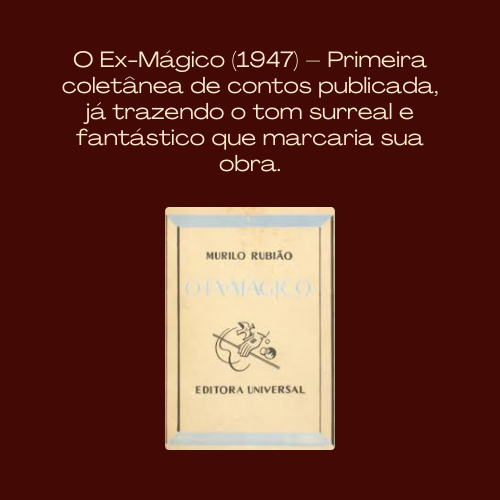 O Ex-Mágico (1947) – Primeira
coletânea de contos publicada,
já trazendo o tom surreal e
fantástico que marcaria sua
obra.
MURILO RUBIÃO
O EX-MÁGICO
EDITORA UNIVERSAL